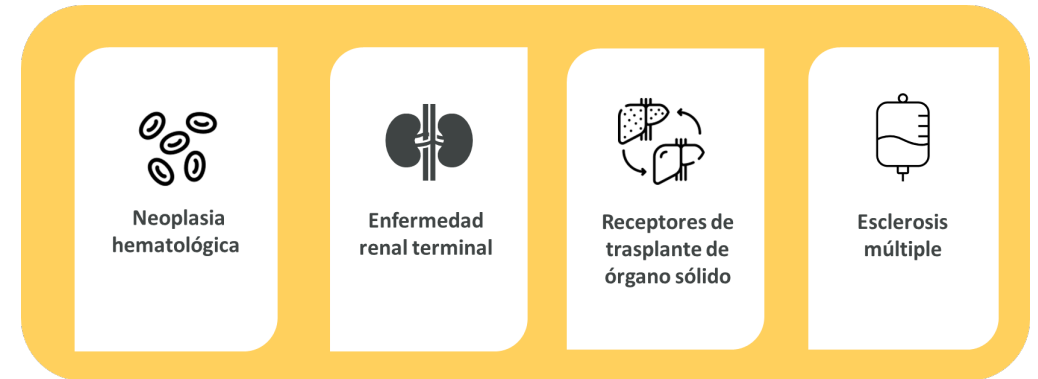 Neoplasia
hematológica
Enfermedad
renal terminal
Receptores de
trasplante de
órgano sólido
Esclerosis
múltiple